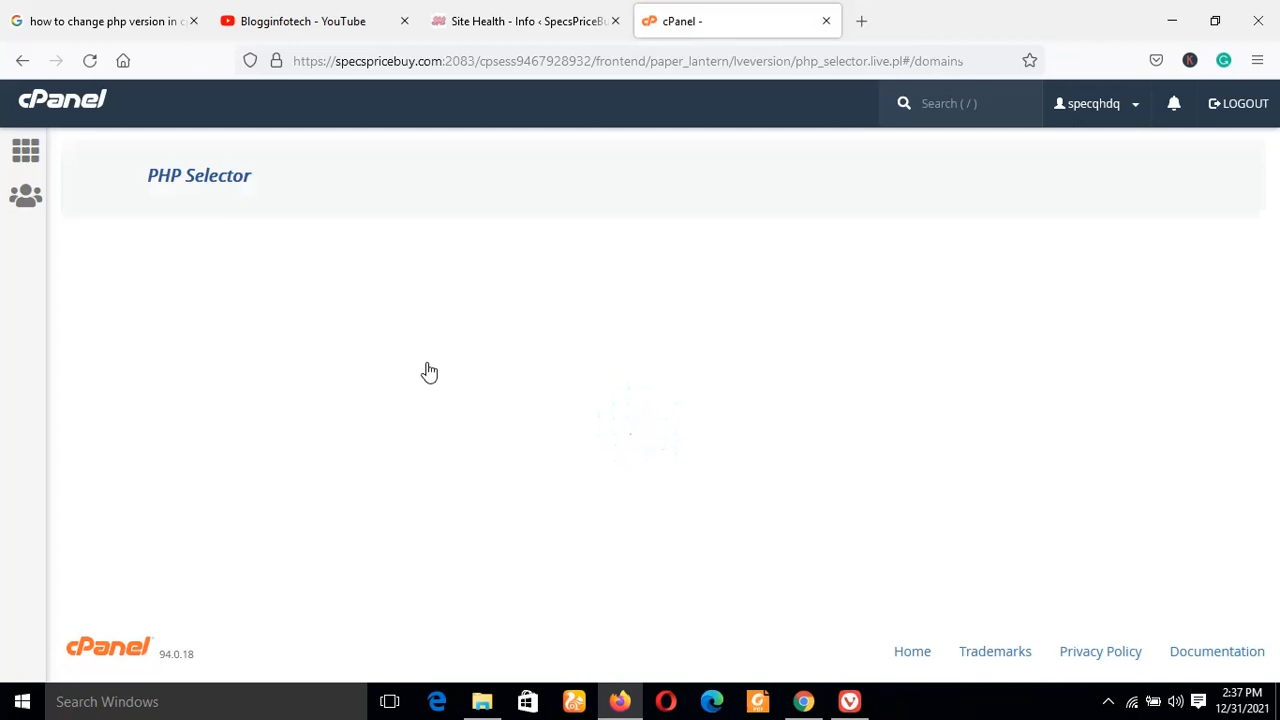 how to change php version in c
Blogginfotech - YouTube
Site Health - Info ‹ SpecsPriceBu
cPanel -
https://specspricebuy.com:2083/cpsess9467928932/frontend/paper_lantern/lveversion/php_selector.live.pl#/domains
cPanel
Search ( / )
specqhdq
LOGOUT
PHP Selector
cPanel 94.0.18
Home Trademarks Privacy Policy Documentation
Search Windows
2:37 PM
12/31/2021